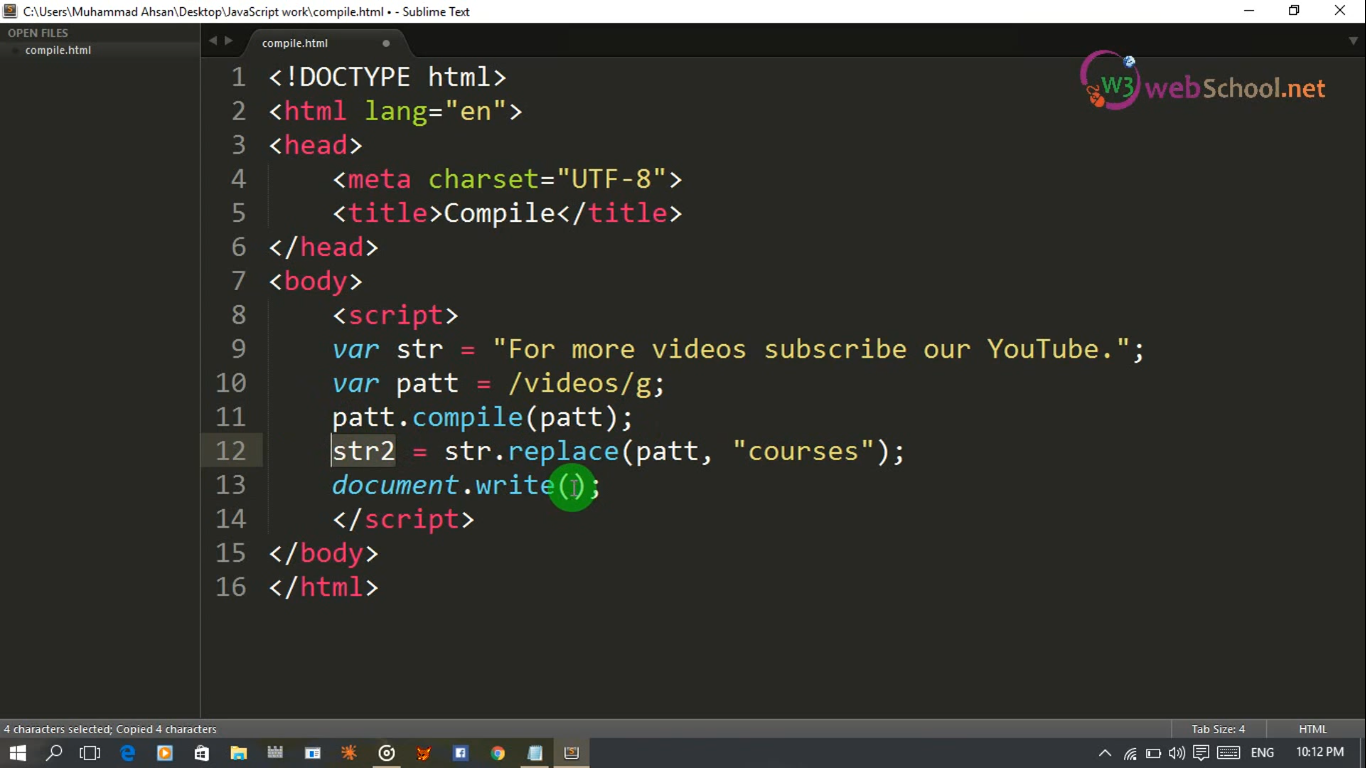 C:\Users\Muhammad Ahsan\Desktop\JavaScript work\compile.html • - Sublime Text
OPEN FILES
compile.html
compile.html
W3 webSchool.net
1 <!DOCTYPE html>
2 <html lang="en">
3 <head>
4 <meta charset="UTF-8">
5 <title>Compile</title>
6 </head>
7 <body>
8 <script>
9 var str = "For more videos subscribe our YouTube.";
10 var patt = /videos/g;
11 patt.compile(patt);
12 str2 = str.replace(patt, "courses");
13 document.write();
14 </script>
15 </body>
16 </html>
4 characters selected; Copied 4 characters
Tab Size: 4
HTML
ENG
10:12 PM